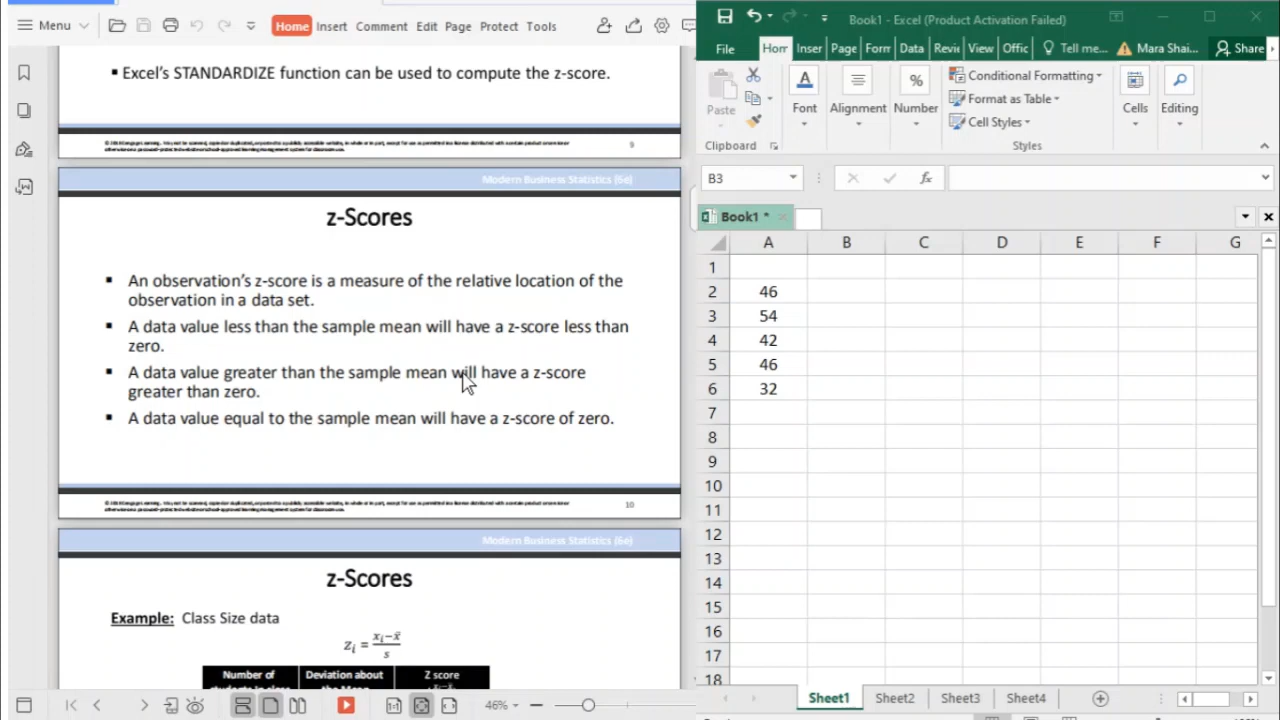 Menu
Home Insert Comment Edit Page Protect Tools
▪ Excel's STANDARDIZE function can be used to compute the z-score.
9
Modern Business Statistics (6e)
z-Scores
▪ An observation's z-score is a measure of the relative location of the
observation in a data set.
▪ A data value less than the sample mean will have a z-score less than
zero.
▪ A data value greater than the sample mean will have a z-score
greater than zero.
▪ A data value equal to the sample mean will have a z-score of zero.
10
Modern Business Statistics (6e)
z-Scores
Example: Class Size data
zᵢ = (xᵢ−x̄)/s
Number of Deviation about Z score
46%
Book1 - Excel (Product Activation Failed)
File Hom Inser Page Form Data Revie View Offic Tell me... Mara Shai... Share
Paste Font Alignment Number
Conditional Formatting
Format as Table
Cell Styles
Cells Editing
Clipboard Styles
B3 fx
Book1 *
A B C D E F G
1
2 46
3 54
4 42
5 46
6 32
7
8
9
10
11
12
13
14
15
16
17
18
Sheet1 Sheet2 Sheet3 Sheet4